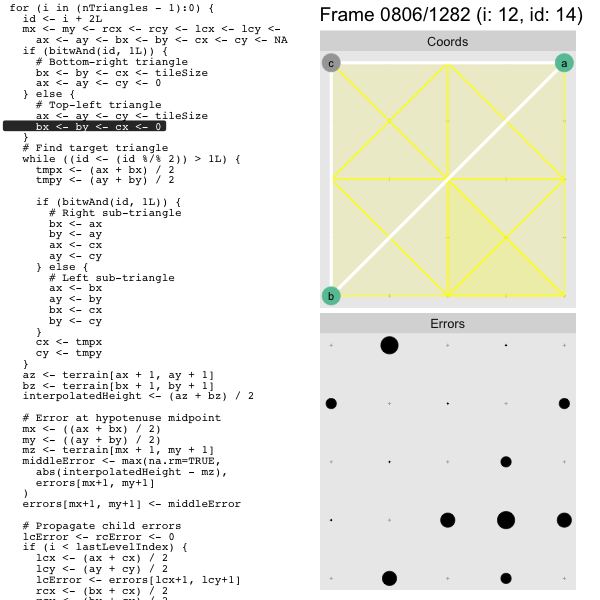 for (i in (nTriangles - 1):0) {
  id <- i + 2L
  mx <- my <- rcx <- rcy <- lcx <- lcy <-
    ax <- ay <- bx <- by <- cx <- cy <- NA
  if (bitwAnd(id, 1L)) {
    # Bottom-right triangle
    bx <- by <- cx <- tileSize
    ax <- ay <- cy <- 0
  } else {
    # Top-left triangle
    ax <- ay <- cy <- tileSize
    bx <- by <- cx <- 0
  }
  # Find target triangle
  while ((id <- (id %/% 2)) > 1L) {
    tmpx <- (ax + bx) / 2
    tmpy <- (ay + by) / 2
    if (bitwAnd(id, 1L)) {
      # Right sub-triangle
      bx <- ax
      by <- ay
      ax <- cx
      ay <- cy
    } else {
      # Left sub-triangle
      ax <- bx
      ay <- by
      bx <- cx
      by <- cy
    }
    cx <- tmpx
    cy <- tmpy
  }
  az <- terrain[ax + 1, ay + 1]
  bz <- terrain[bx + 1, by + 1]
  interpolatedHeight <- (az + bz) / 2
  # Error at hypotenuse midpoint
  mx <- ((ax + bx) / 2)
  my <- ((ay + by) / 2)
  mz <- terrain[mx + 1, my + 1]
  middleError <- max(na.rm=TRUE,
    abs(interpolatedHeight - mz),
    errors[mx+1, my+1]
  )
  errors[mx+1, my+1] <- middleError
  # Propagate child errors
  lcError <- rcError <- 0
  if (i < lastLevelIndex) {
    lcx <- (ax + cx) / 2
    lcy <- (ay + cy) / 2
    lcError <- errors[lcx+1, lcy+1]
    rcx <- (bx + cx) / 2
Frame 0806/1282 (i: 12, id: 14)
Coords
c
a
b
Errors